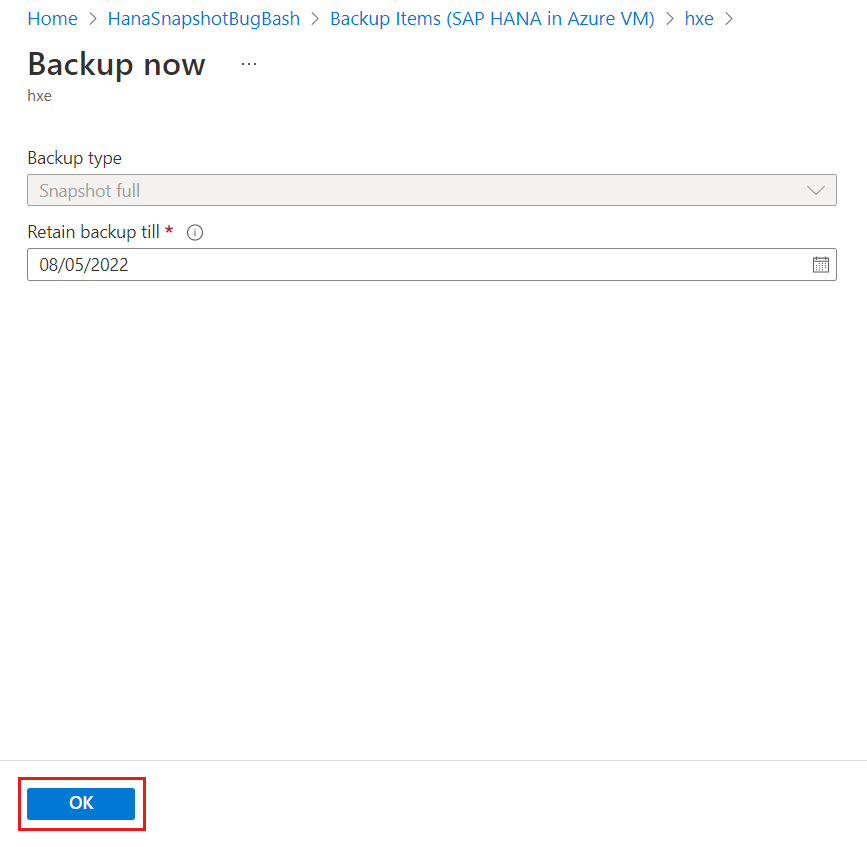 Home > HanaSnapshotBugBash > Backup Items (SAP HANA in Azure VM) > hxe >
Backup now ...
hxe
Backup type
Snapshot full
Retain backup till *
08/05/2022
OK